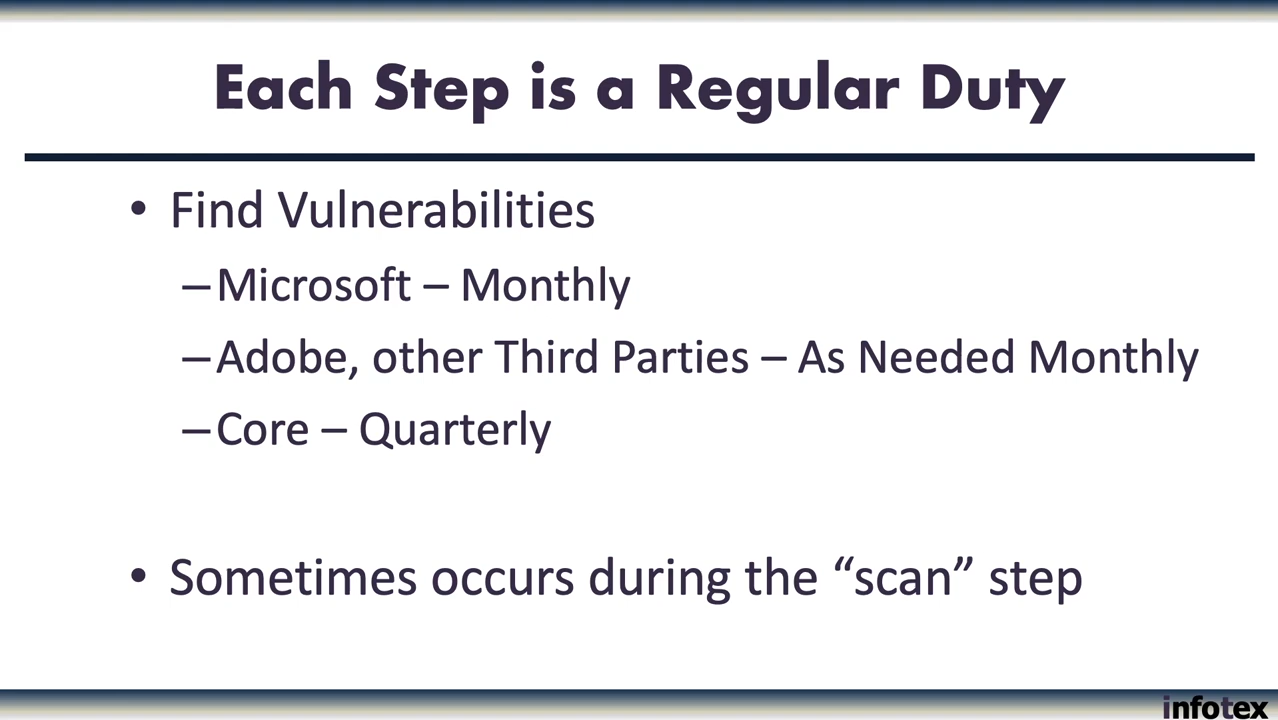 Each Step is a Regular Duty
• Find Vulnerabilities
–Microsoft – Monthly
–Adobe, other Third Parties – As Needed Monthly
–Core – Quarterly
• Sometimes occurs during the “scan” step
infotex